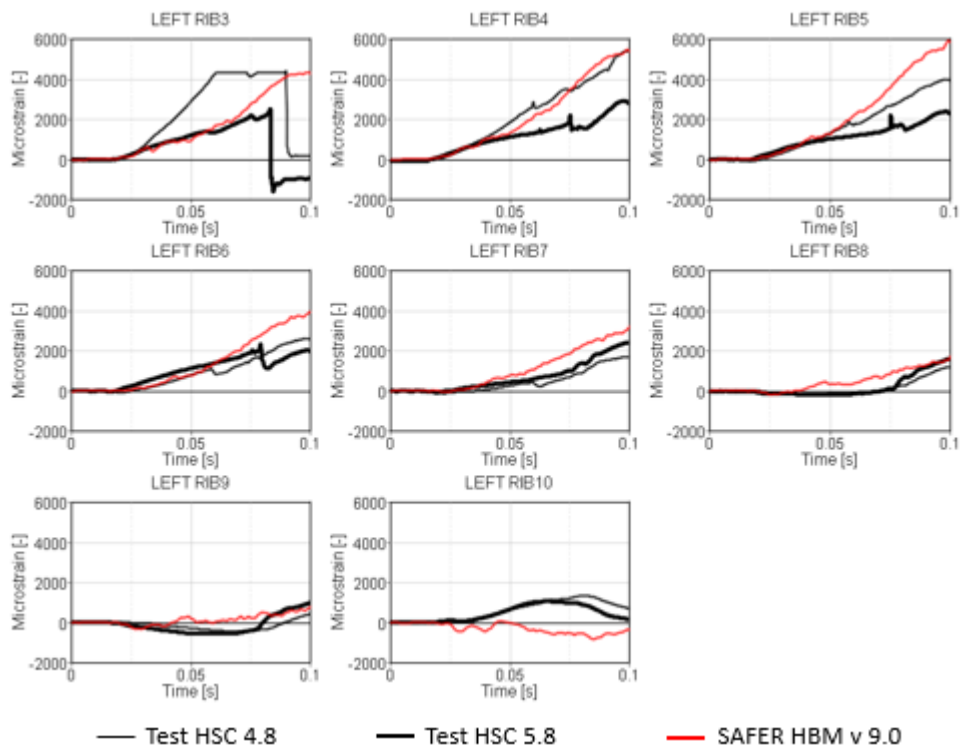 LEFT RIB3
LEFT RIB4
LEFT RIB5
6000
4000
2000
0
-2000
Microstrain [-]
0
0.05
0.1
Time [s]
6000
4000
2000
0
-2000
Microstrain [-]
0
0.05
0.1
Time [s]
6000
4000
2000
0
-2000
Microstrain [-]
0
0.05
0.1
Time [s]
LEFT RIB6
LEFT RIB7
LEFT RIB8
6000
4000
2000
0
-2000
Microstrain [-]
0
0.05
0.1
Time [s]
6000
4000
2000
0
-2000
Microstrain [-]
0
0.05
0.1
Time [s]
6000
4000
2000
0
-2000
Microstrain [-]
0
0.05
0.1
Time [s]
LEFT RIB9
LEFT RIB10
6000
4000
2000
0
-2000
Microstrain [-]
0
0.05
0.1
Time [s]
6000
4000
2000
0
-2000
Microstrain [-]
0
0.05
0.1
Time [s]
Test HSC 4.8
Test HSC 5.8
SAFER HBM v 9.0